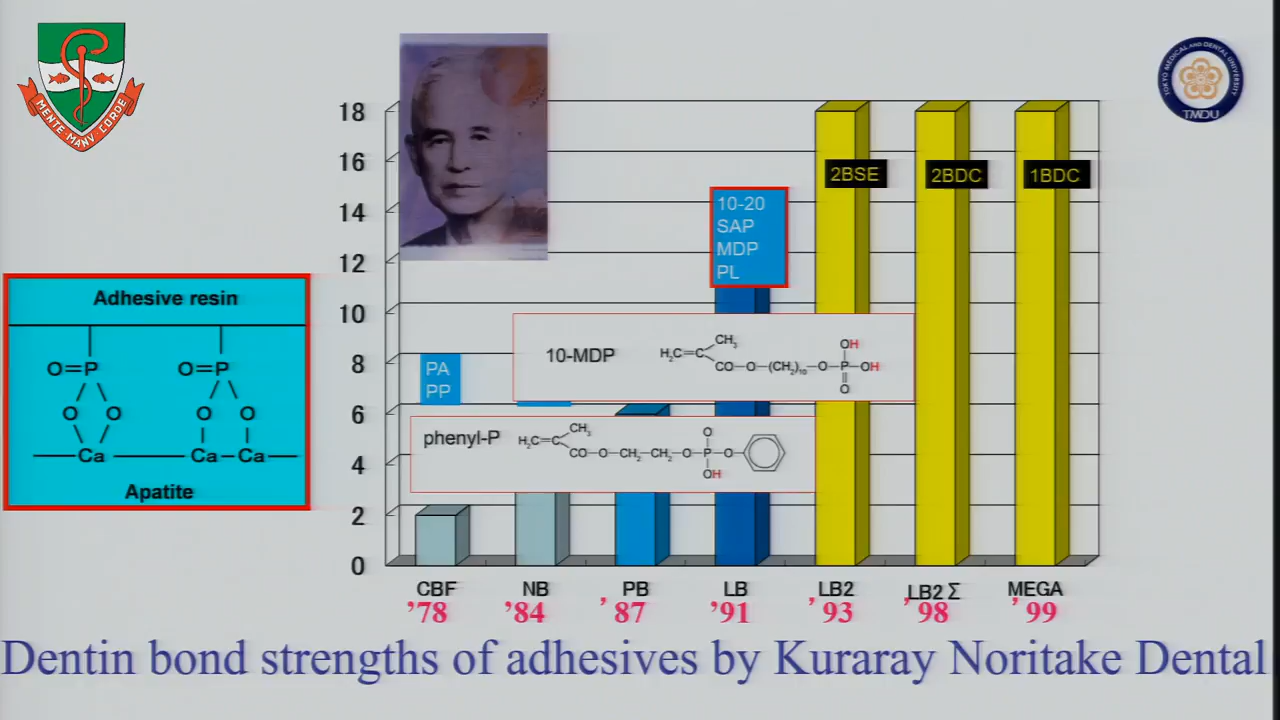 MENTE MANV CORDE
TOKYO MEDICAL AND DENTAL UNIVERSITY
TMDU
18
16
14
12
10
8
6
4
2
0
2BSE
2BDC
1BDC
10-20
SAP
MDP
PL
PA
PP
10-MDP
H₂C=C
CH₃
CO–O–(CH₂)₁₀–O–P–OH
OH
O
phenyl-P
H₂C=C
CH₃
CO–O–CH₂–CH₂–O–P–O
O
OH
Adhesive resin
O=P
O=P
O O O O
Ca Ca–Ca
Apatite
CBF NB PB LB LB2 LB2 Σ MEGA
’78 ’84 ’87 ’91 ’93 ’98 ’99
Dentin bond strengths of adhesives by Kuraray Noritake Dental